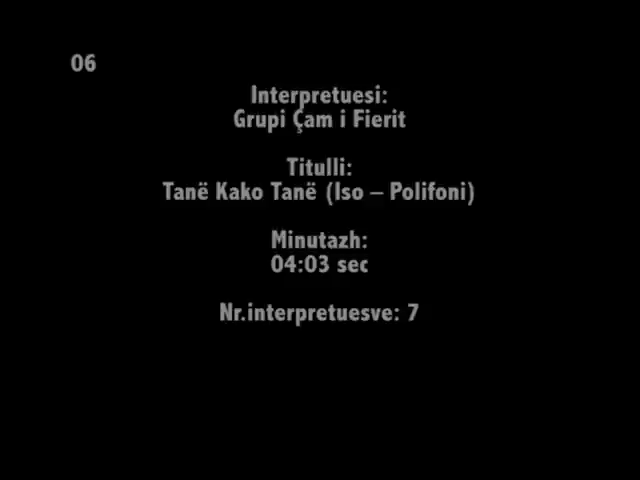 06
Interpretuesi:
Grupi Çam i Fierit
Titulli:
Tanë Kako Tanë (Iso – Polifoni)
Minutazh:
04:03 sec
Nr.interpretuesve: 7